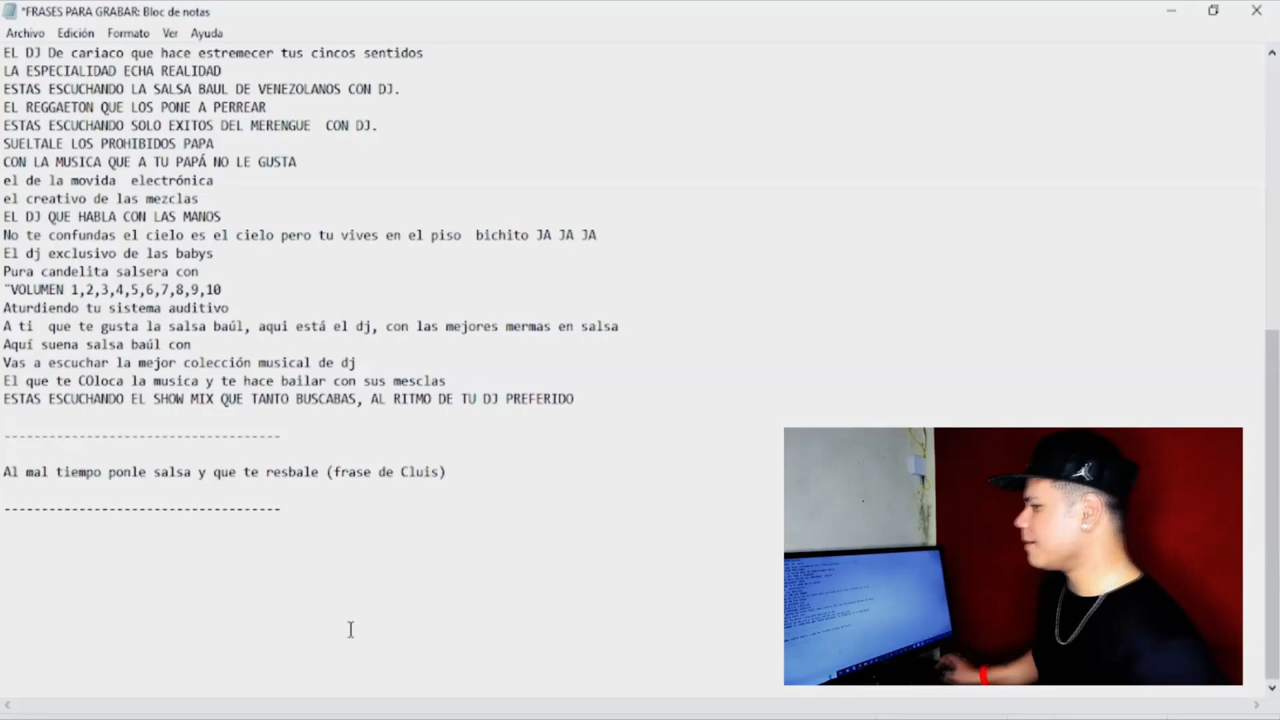 *FRASES PARA GRABAR: Bloc de notas
Archivo Edición Formato Ver Ayuda
EL DJ De cariaco que hace estremecer tus cincos sentidos
LA ESPECIALIDAD ECHA REALIDAD
ESTAS ESCUCHANDO LA SALSA BAUL DE VENEZOLANOS CON DJ.
EL REGGAETON QUE LOS PONE A PERREAR
ESTAS ESCUCHANDO SOLO EXITOS DEL MERENGUE  CON DJ.
SUELTALE LOS PROHIBIDOS PAPA
CON LA MUSICA QUE A TU PAPÁ NO LE GUSTA
el de la movida  electrónica
el creativo de las mezclas
EL DJ QUE HABLA CON LAS MANOS
No te confundas el cielo es el cielo pero tu vives en el piso  bichito JA JA JA
El dj exclusivo de las babys
Pura candelita salsera con
¨VOLUMEN 1,2,3,4,5,6,7,8,9,10
Aturdiendo tu sistema auditivo
A ti  que te gusta la salsa baúl, aqui está el dj, con las mejores mermas en salsa
Aquí suena salsa baúl con
Vas a escuchar la mejor colección musical de dj
El que te COloca la musica y te hace bailar con sus mesclas
ESTAS ESCUCHANDO EL SHOW MIX QUE TANTO BUSCABAS, AL RITMO DE TU DJ PREFERIDO
-------------------------------------
Al mal tiempo ponle salsa y que te resbale (frase de Cluis)
-------------------------------------